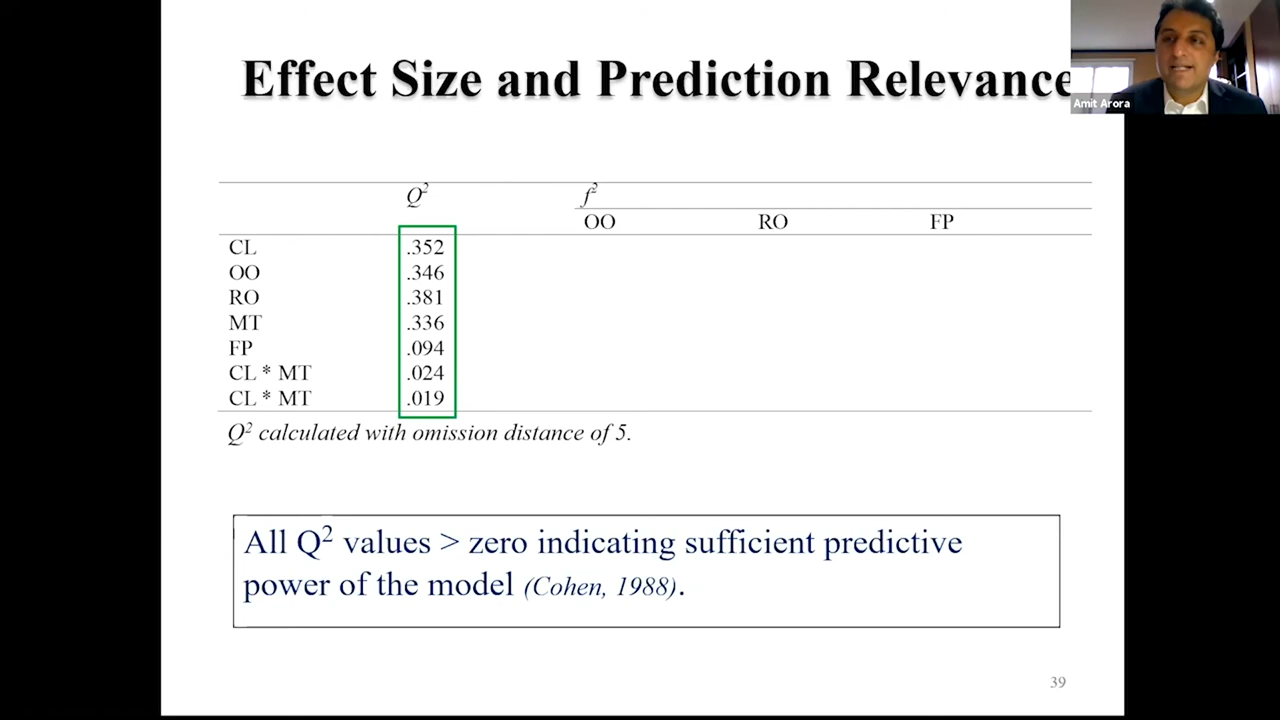 Effect Size and Prediction Relevance
Amit Arora
Q² f²
OO RO FP
CL .352
OO .346
RO .381
MT .336
FP .094
CL * MT .024
CL * MT .019
Q² calculated with omission distance of 5.
All Q² values > zero indicating sufficient predictive
power of the model (Cohen, 1988).
39